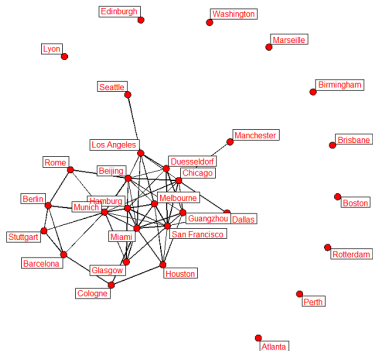 Edinburgh
Washington
Lyon
Marseille
Seattle
Birmingham
Manchester
Los Angeles
Brisbane
Rome
Duesseldorf
Beijing
Chicago
Berlin
Hamburg
Melbourne
Munich
Boston
Guangzhou
Dallas
Stuttgart
Miami
San Francisco
Rotterdam
Barcelona
Glasgow
Houston
Cologne
Perth
Atlanta